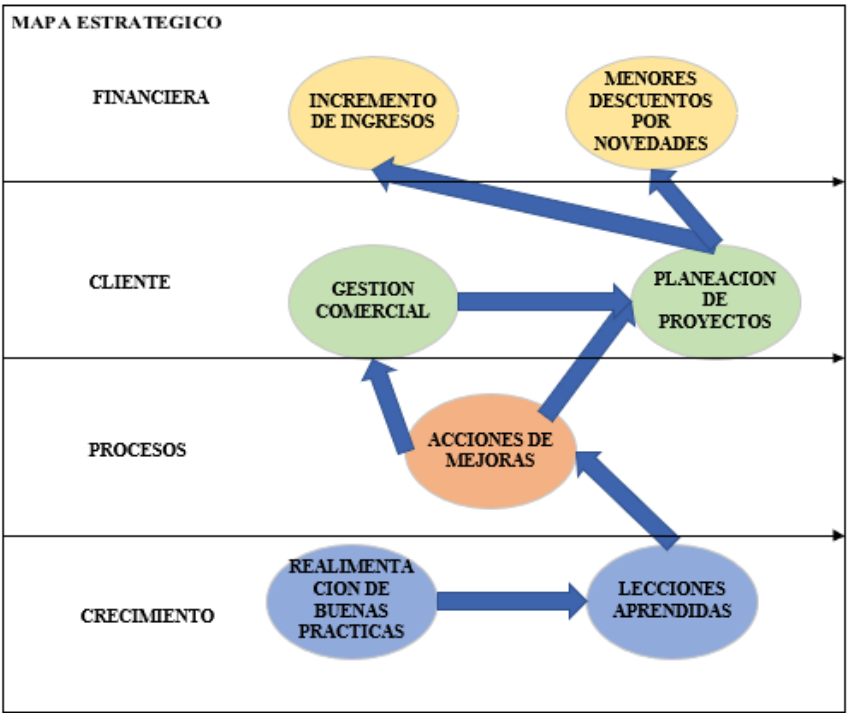 MAPA ESTRATEGICO
FINANCIERA
INCREMENTO
DE INGRESOS
MENORES
DESCUENTOS
POR
NOVEDADES
CLIENTE
GESTION
COMERCIAL
PLANEACION
DE
PROYECTOS
PROCESOS
ACCIONES DE
MEJORAS
CRECIMIENTO
REALIMENTA
CION DE
BUENAS
PRACTICAS
LECCIONES
APRENDIDAS